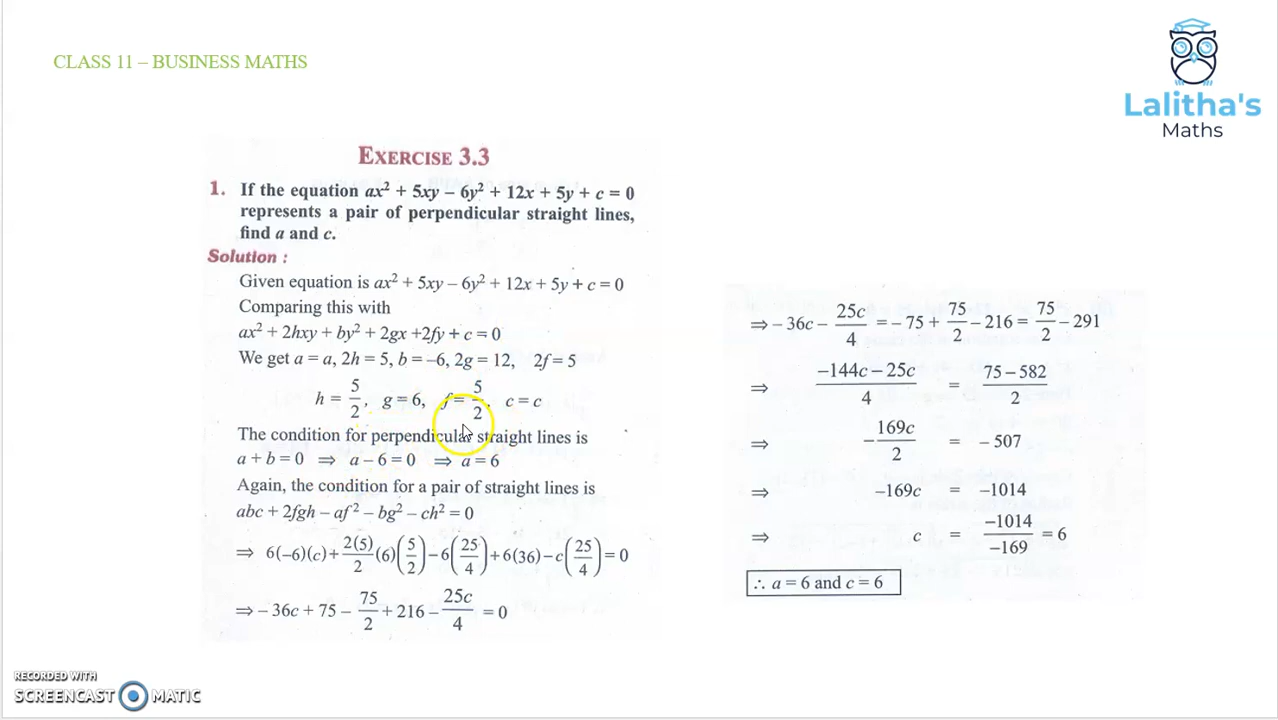 CLASS 11 – BUSINESS MATHS
Lalitha's
Maths
EXERCISE 3.3
1. If the equation ax² + 5xy – 6y² + 12x + 5y + c = 0
represents a pair of perpendicular straight lines,
find a and c.
Solution :
Given equation is ax² + 5xy – 6y² + 12x + 5y + c = 0
Comparing this with
ax² + 2hxy + by² + 2gx +2fy + c = 0
We get a = a, 2h = 5, b = –6, 2g = 12, 2f = 5
h = 5/2, g = 6, f = 5/2, c = c
The condition for perpendicular straight lines is
a + b = 0 ⇒ a – 6 = 0 ⇒ a = 6
Again, the condition for a pair of straight lines is
abc + 2fgh – af² – bg² – ch² = 0
⇒ 6(–6)(c) + 2(5)/2 (6)(5/2) – 6(25/4) + 6(36) – c(25/4) = 0
⇒ – 36c + 75 – 75/2 + 216 – 25c/4 = 0
⇒ – 36c – 25c/4 = – 75 + 75/2 – 216 = 75/2 – 291
⇒ –144c – 25c/4 = 75 – 582/2
⇒ – 169c/2 = – 507
⇒ –169c = –1014
⇒ c = –1014/–169 = 6
∴ a = 6 and c = 6
RECORDED WITH
SCREENCAST MATIC